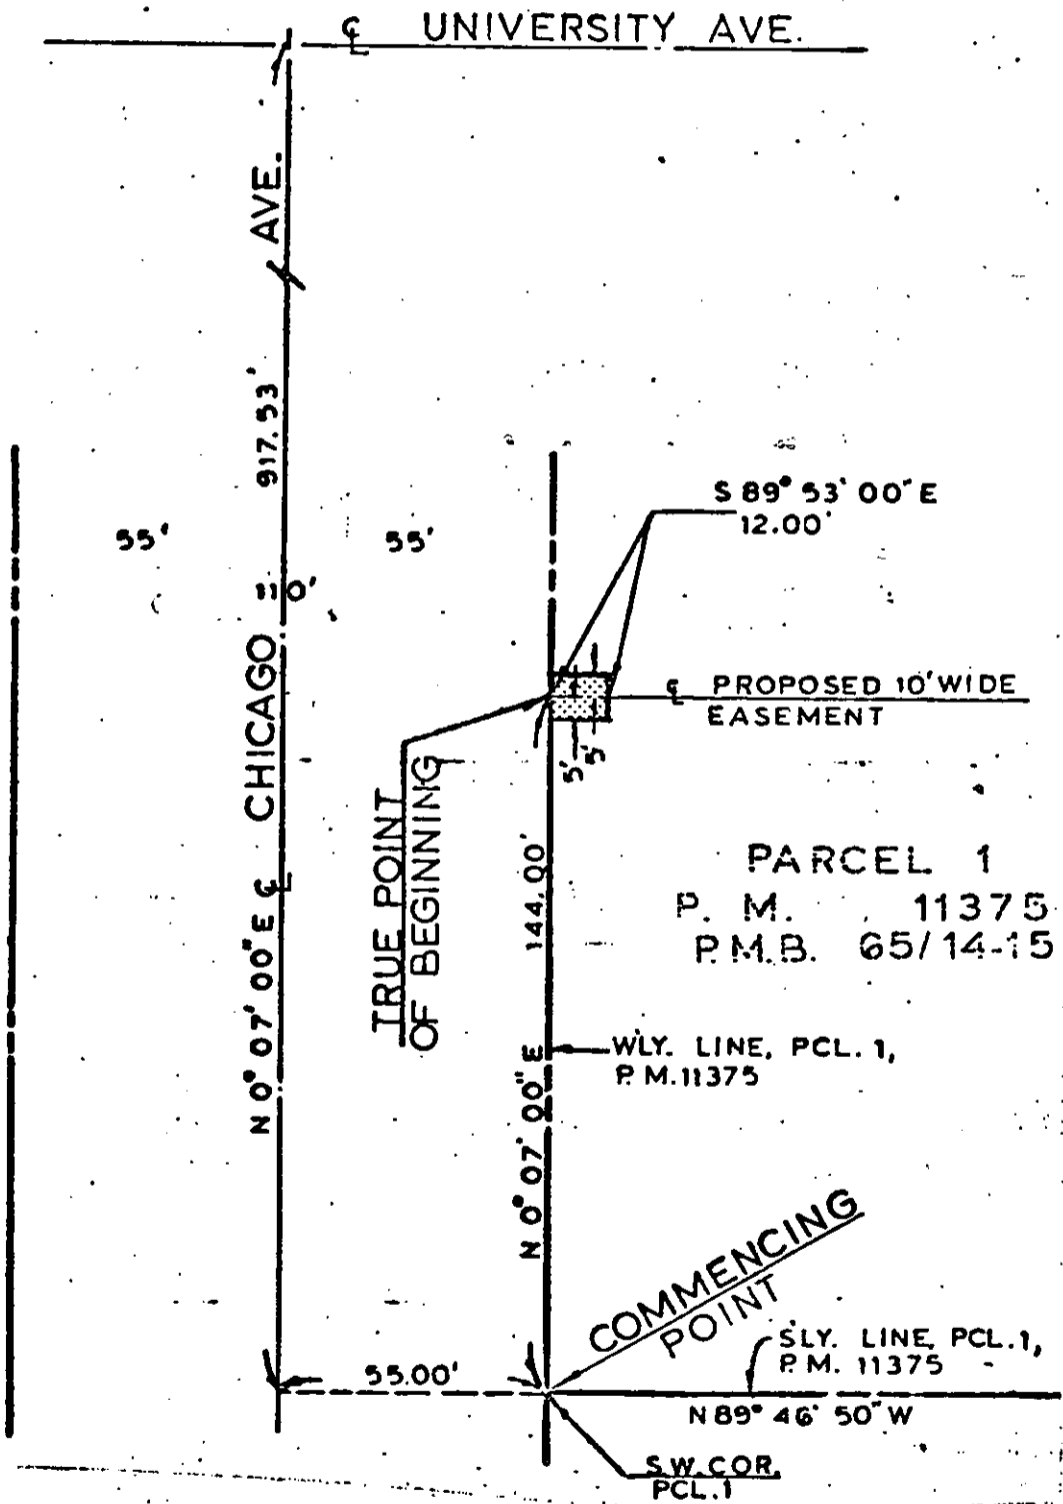 ℄ UNIVERSITY AVE.
N 0° 07' 00" E ℄ CHICAGO AVE.
917.53'
55'
55'
S 89° 53' 00" E
12.00'
℄ PROPOSED 10' WIDE
EASEMENT
5'
5'
TRUE POINT
OF BEGINNING
PARCEL 1
P. M. 11375
P.M.B. 65/14-15
N 0° 07' 00" E 144.00'
WLY. LINE, PCL. 1,
P.M. 11375
COMMENCING
POINT
SLY. LINE, PCL.1,
P.M. 11375
55.00'
N 89° 46' 50" W
S.W. COR.
PCL.1